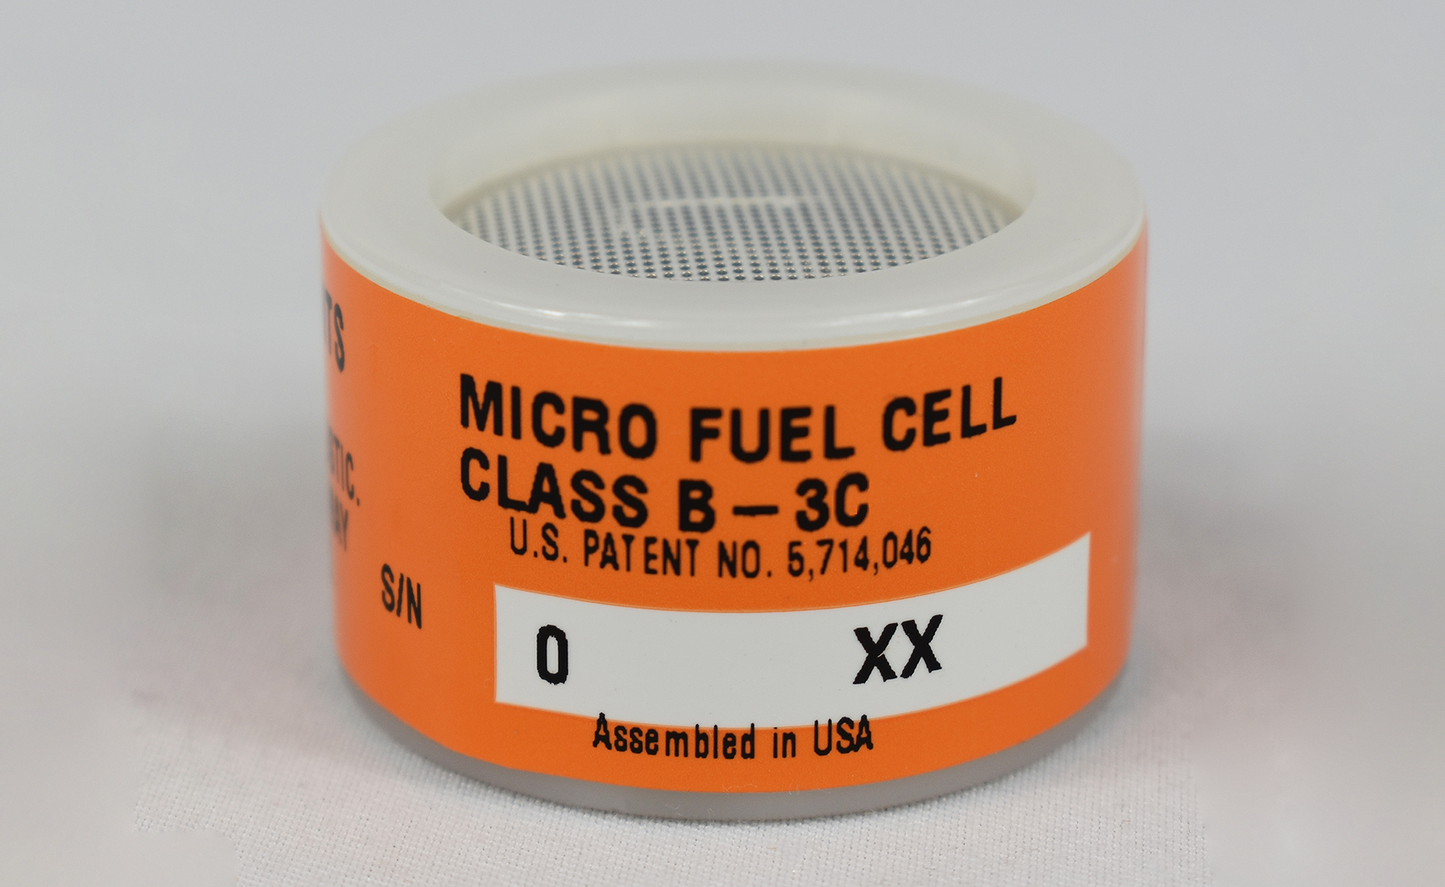 MICRO FUEL CELL
CLASS B – 3C
U.S. PATENT NO. 5,714,046
S/N
0 XX
Assembled in USA